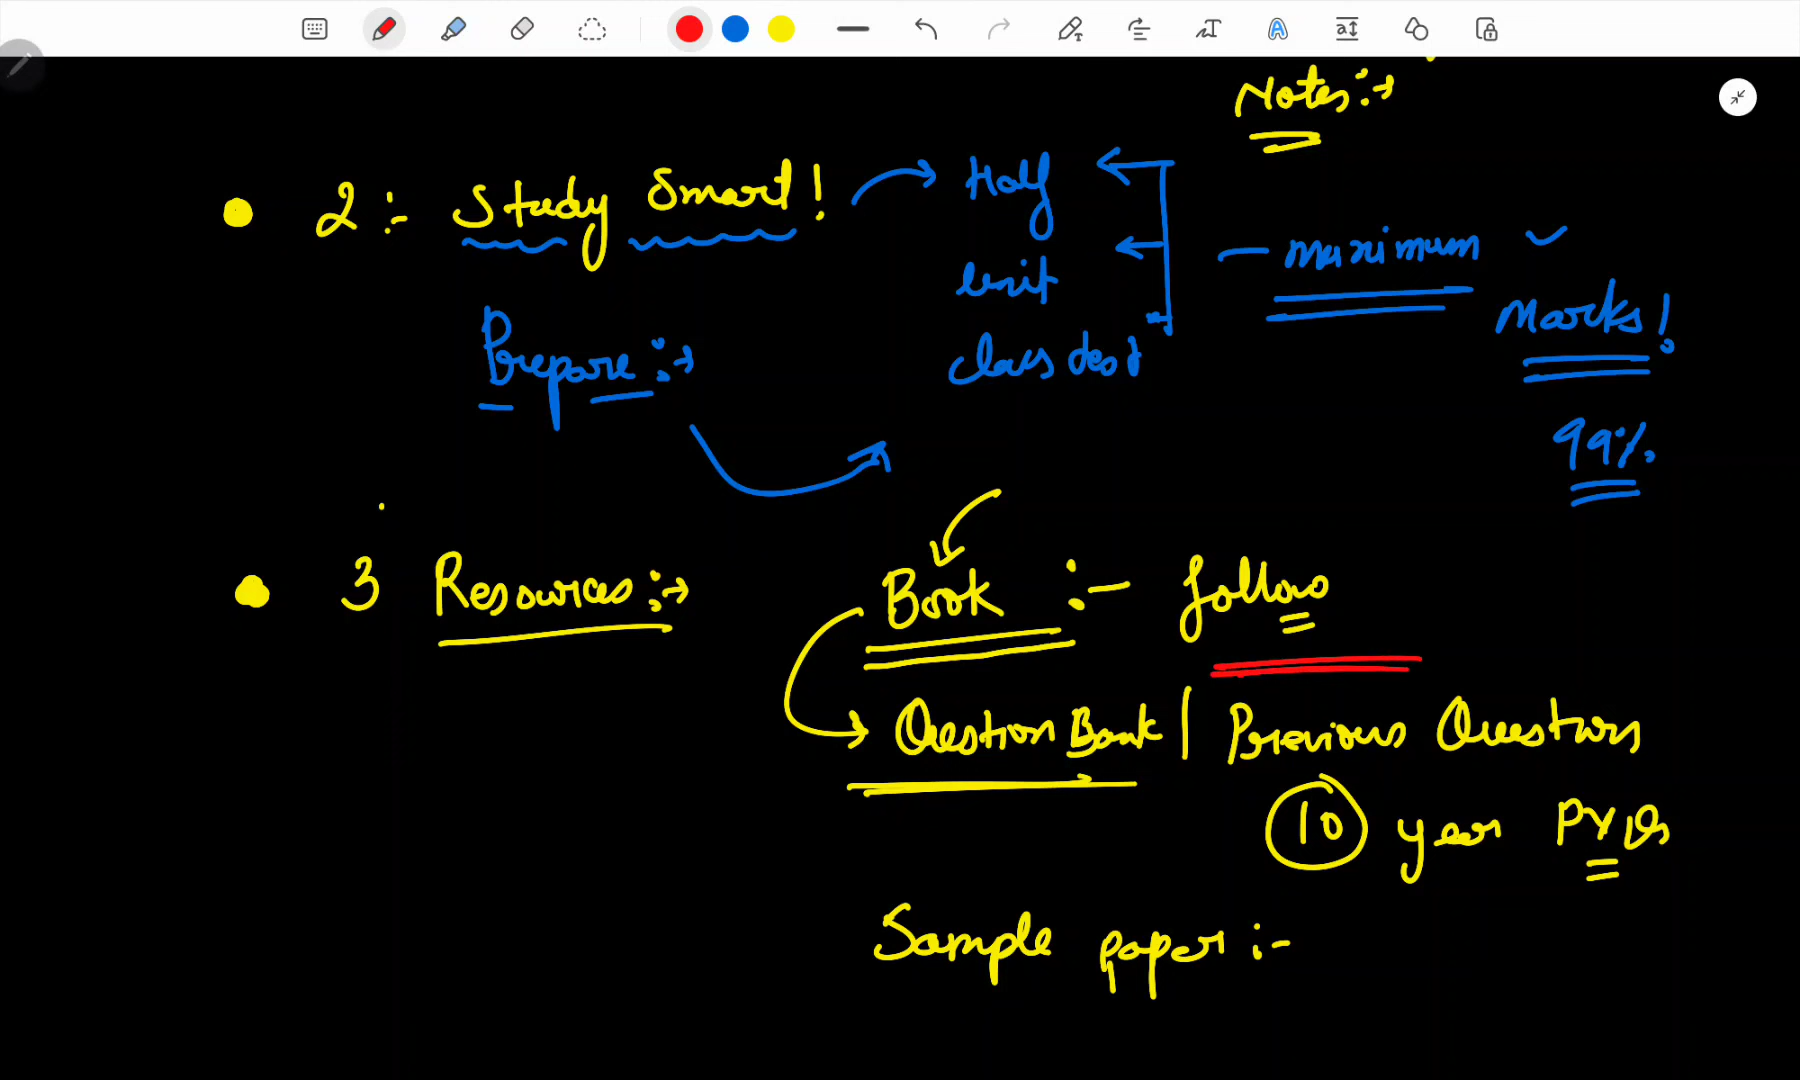 Notes :→
2 :- Study Smart! → Half
Unit
class test
— maximum ✓
Marks!
99%
Prepare :→
3 Resources :→
Book :- follow
Question Bank | Previous Questions
10 year PYQs
Sample paper :-